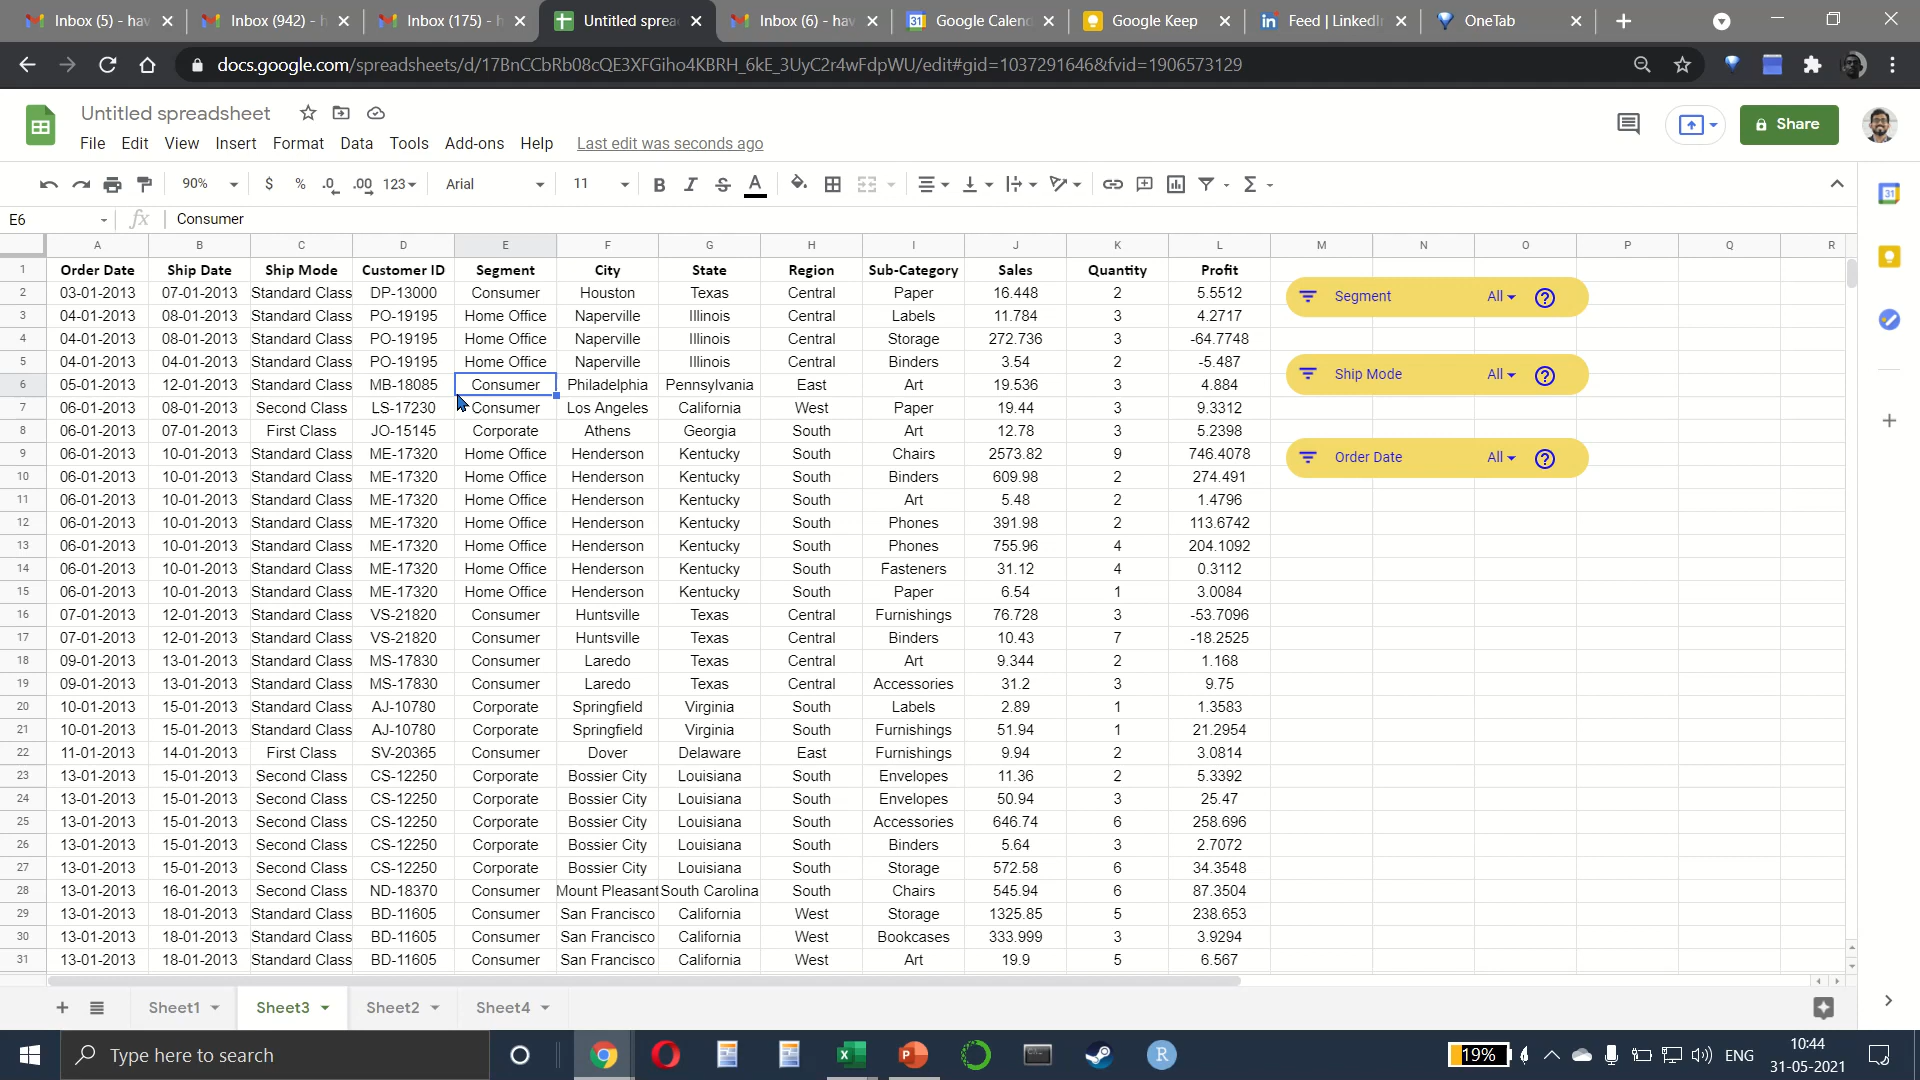 Inbox (5) - hav
Inbox (942) - h
Inbox (175) - h
Untitled spread
Inbox (6) - hav
Google Calend
Google Keep
Feed | LinkedIn
OneTab
docs.google.com/spreadsheets/d/17BnCCbRb08cQE3XFGiho4KBRH_6kE_3UyC2r4wFdpWU/edit#gid=1037291646&fvid=1906573129
Untitled spreadsheet
Share
File Edit View Insert Format Data Tools Add-ons Help Last edit was seconds ago
90% $ % .0 .00 123 Arial 11 B I S A
E6 fx Consumer
A B C D E F G H I J K L M N O P Q R
1 Order Date Ship Date Ship Mode Customer ID Segment City State Region Sub-Category Sales Quantity Profit
2 03-01-2013 07-01-2013 Standard Class DP-13000 Consumer Houston Texas Central Paper 16.448 2 5.5512
Segment All
3 04-01-2013 08-01-2013 Standard Class PO-19195 Home Office Naperville Illinois Central Labels 11.784 3 4.2717
4 04-01-2013 08-01-2013 Standard Class PO-19195 Home Office Naperville Illinois Central Storage 272.736 3 -64.7748
5 04-01-2013 04-01-2013 Standard Class PO-19195 Home Office Naperville Illinois Central Binders 3.54 2 -5.487
Ship Mode All
6 05-01-2013 12-01-2013 Standard Class MB-18085 Consumer Philadelphia Pennsylvania East Art 19.536 3 4.884
7 06-01-2013 08-01-2013 Second Class LS-17230 Consumer Los Angeles California West Paper 19.44 3 9.3312
8 06-01-2013 07-01-2013 First Class JO-15145 Corporate Athens Georgia South Art 12.78 3 5.2398
9 06-01-2013 10-01-2013 Standard Class ME-17320 Home Office Henderson Kentucky South Chairs 2573.82 9 746.4078
Order Date All
10 06-01-2013 10-01-2013 Standard Class ME-17320 Home Office Henderson Kentucky South Binders 609.98 2 274.491
11 06-01-2013 10-01-2013 Standard Class ME-17320 Home Office Henderson Kentucky South Art 5.48 2 1.4796
12 06-01-2013 10-01-2013 Standard Class ME-17320 Home Office Henderson Kentucky South Phones 391.98 2 113.6742
13 06-01-2013 10-01-2013 Standard Class ME-17320 Home Office Henderson Kentucky South Phones 755.96 4 204.1092
14 06-01-2013 10-01-2013 Standard Class ME-17320 Home Office Henderson Kentucky South Fasteners 31.12 4 0.3112
15 06-01-2013 10-01-2013 Standard Class ME-17320 Home Office Henderson Kentucky South Paper 6.54 1 3.0084
16 07-01-2013 12-01-2013 Standard Class VS-21820 Consumer Huntsville Texas Central Furnishings 76.728 3 -53.7096
17 07-01-2013 12-01-2013 Standard Class VS-21820 Consumer Huntsville Texas Central Binders 10.43 7 -18.2525
18 09-01-2013 13-01-2013 Standard Class MS-17830 Consumer Laredo Texas Central Art 9.344 2 1.168
19 09-01-2013 13-01-2013 Standard Class MS-17830 Consumer Laredo Texas Central Accessories 31.2 3 9.75
20 10-01-2013 15-01-2013 Standard Class AJ-10780 Corporate Springfield Virginia South Labels 2.89 1 1.3583
21 10-01-2013 15-01-2013 Standard Class AJ-10780 Corporate Springfield Virginia South Furnishings 51.94 1 21.2954
22 11-01-2013 14-01-2013 First Class SV-20365 Consumer Dover Delaware East Furnishings 9.94 2 3.0814
23 13-01-2013 15-01-2013 Second Class CS-12250 Corporate Bossier City Louisiana South Envelopes 11.36 2 5.3392
24 13-01-2013 15-01-2013 Second Class CS-12250 Corporate Bossier City Louisiana South Envelopes 50.94 3 25.47
25 13-01-2013 15-01-2013 Second Class CS-12250 Corporate Bossier City Louisiana South Accessories 646.74 6 258.696
26 13-01-2013 15-01-2013 Second Class CS-12250 Corporate Bossier City Louisiana South Binders 5.64 3 2.7072
27 13-01-2013 15-01-2013 Second Class CS-12250 Corporate Bossier City Louisiana South Storage 572.58 6 34.3548
28 13-01-2013 16-01-2013 Second Class ND-18370 Consumer Mount Pleasant South Carolina South Chairs 545.94 6 87.3504
29 13-01-2013 18-01-2013 Standard Class BD-11605 Consumer San Francisco California West Storage 1325.85 5 238.653
30 13-01-2013 18-01-2013 Standard Class BD-11605 Consumer San Francisco California West Bookcases 333.999 3 3.9294
31 13-01-2013 18-01-2013 Standard Class BD-11605 Consumer San Francisco California West Art 19.9 5 6.567
Sheet1 Sheet3 Sheet2 Sheet4
Type here to search
19%
ENG
10:44
31-05-2021